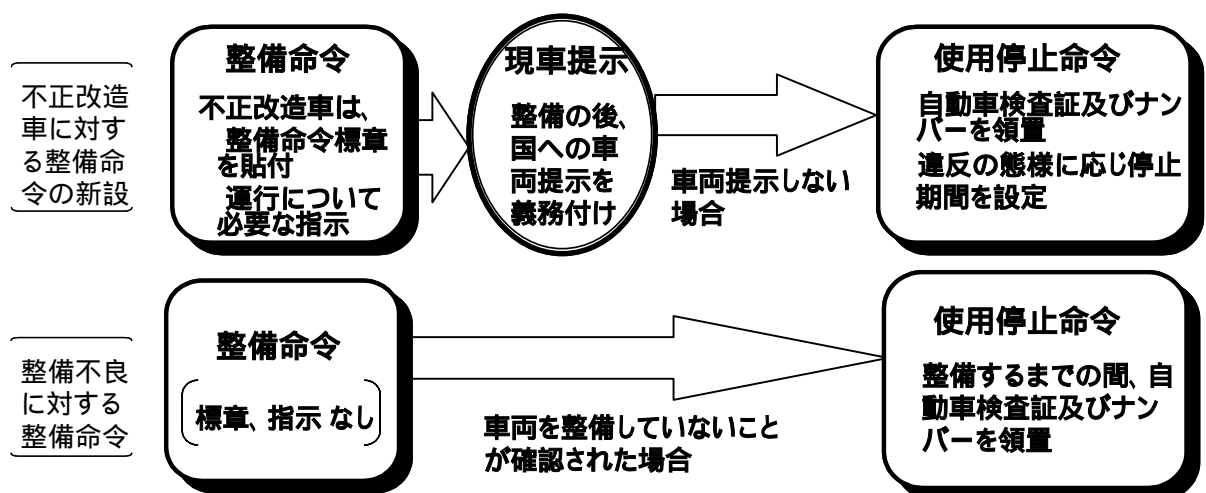 不正改造
車に対す
る整備命
令の新設
整備命令
不正改造車は、
整備命令標章
を貼付
運行について
必要な指示
現車提示
整備の後、
国への車
両提示を
義務付け
車両提示しない
場合
使用停止命令
自動車検査証及びナン
バーを領置
違反の態様に応じ停止
期間を設定
整備不良
に対する
整備命令
整備命令
標章、指示 なし
車両を整備していないこと
が確認された場合
使用停止命令
整備するまでの間、自
動車検査証及びナン
バーを領置